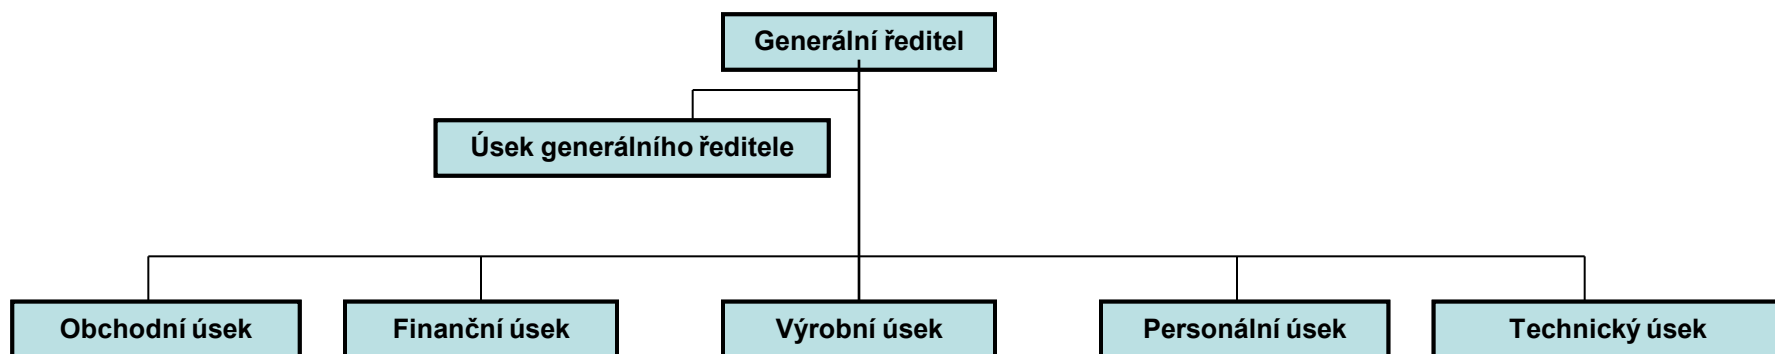 Generální ředitel
Úsek generálního ředitele
Obchodní úsek
Finanční úsek
Výrobní úsek
Personální úsek
Technický úsek